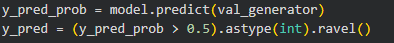 y_pred_prob = model.predict(val_generator)
y_pred = (y_pred_prob > 0.5).astype(int).ravel()